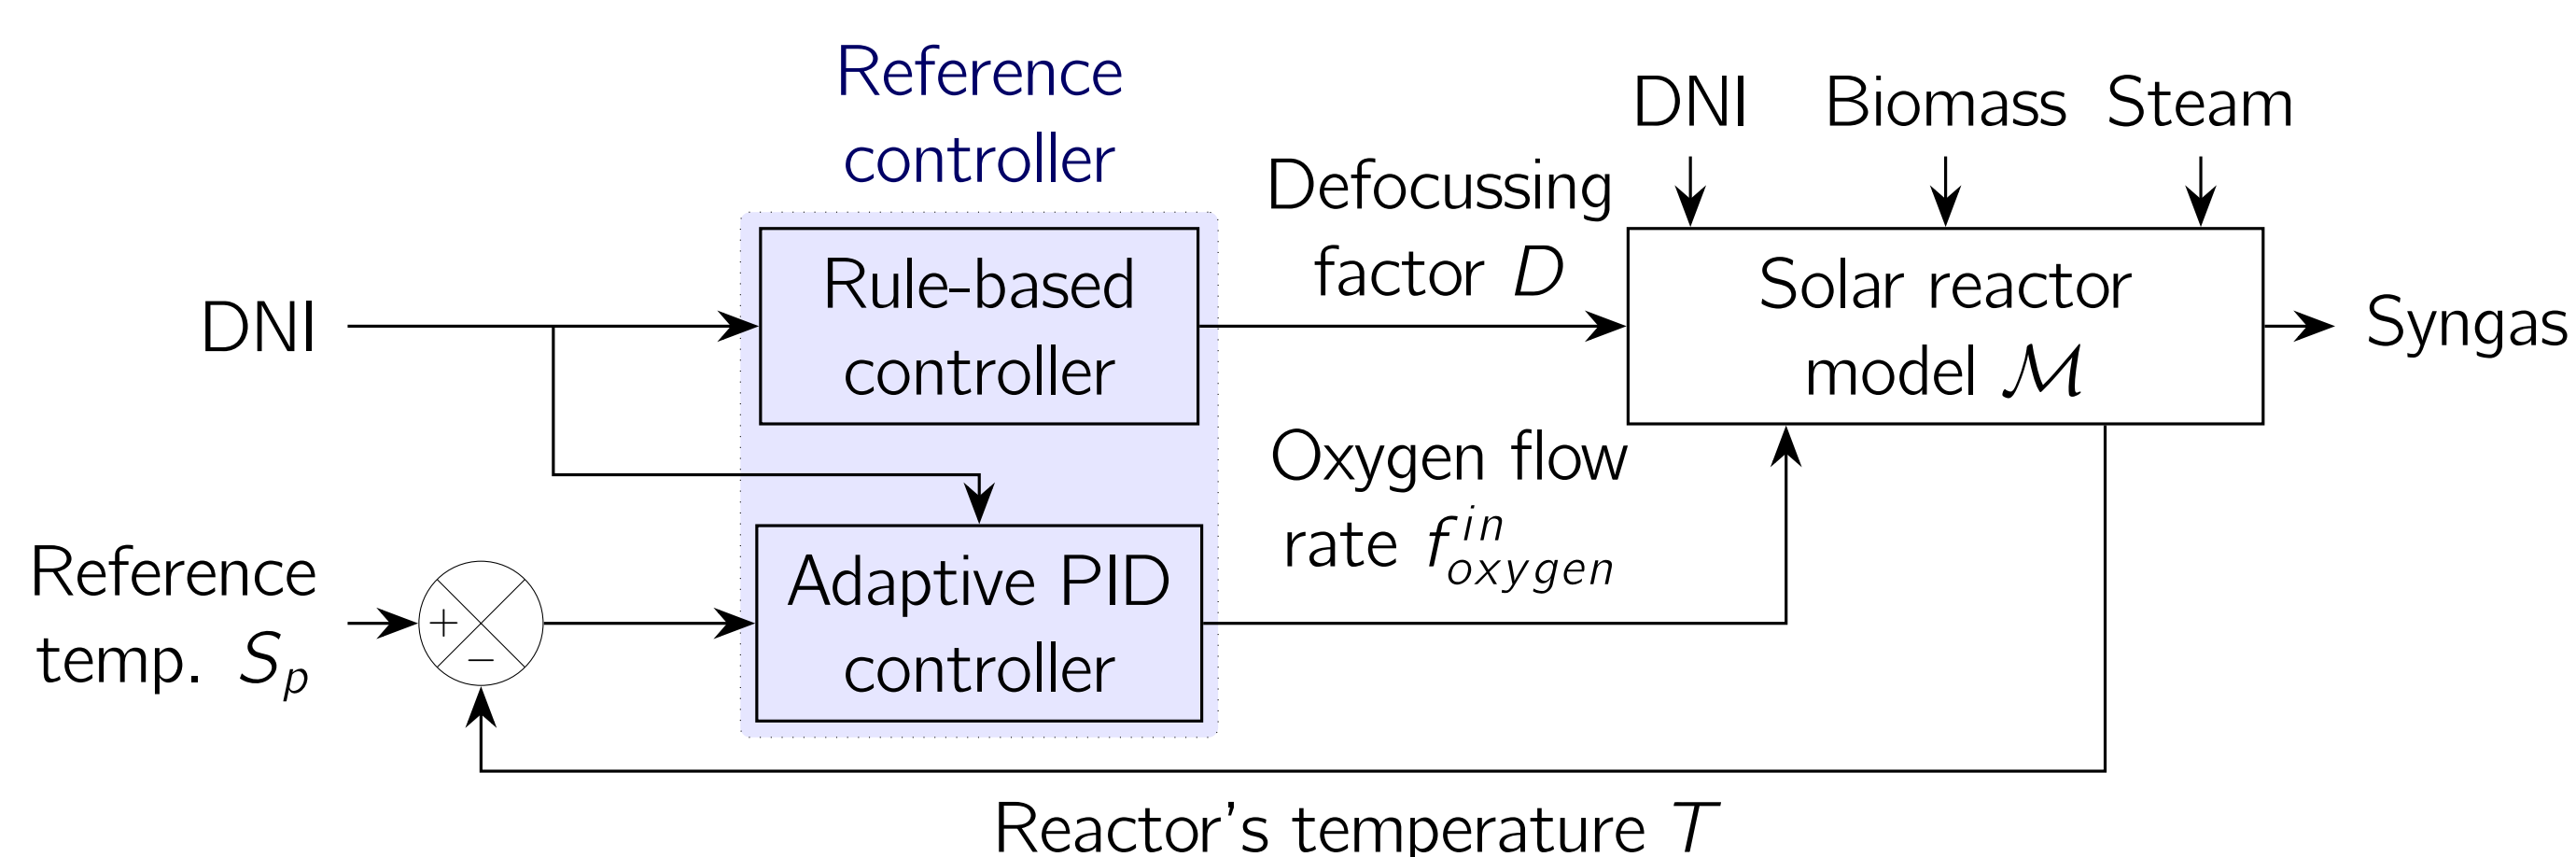 Reference
controller
DNI Biomass Steam
Defocussing
factor D
Rule-based
controller
Solar reactor
model ℳ
DNI
Syngas
Oxygen flow
rate f^{in}_{oxygen}
Reference
temp. S_p
+
−
Adaptive PID
controller
Reactor's temperature T